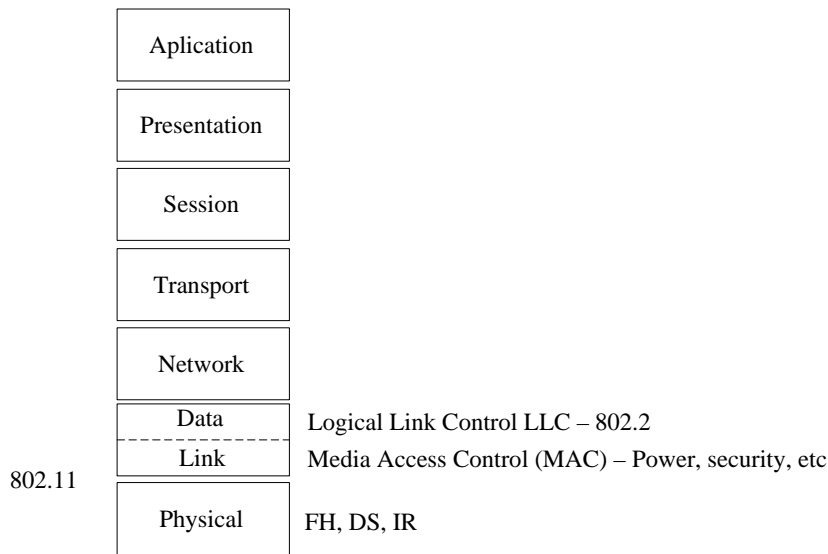 Aplication
Presentation
Session
Transport
Network
Data
Logical Link Control LLC – 802.2
Link
Media Access Control (MAC) – Power, security, etc
802.11
Physical
FH, DS, IR